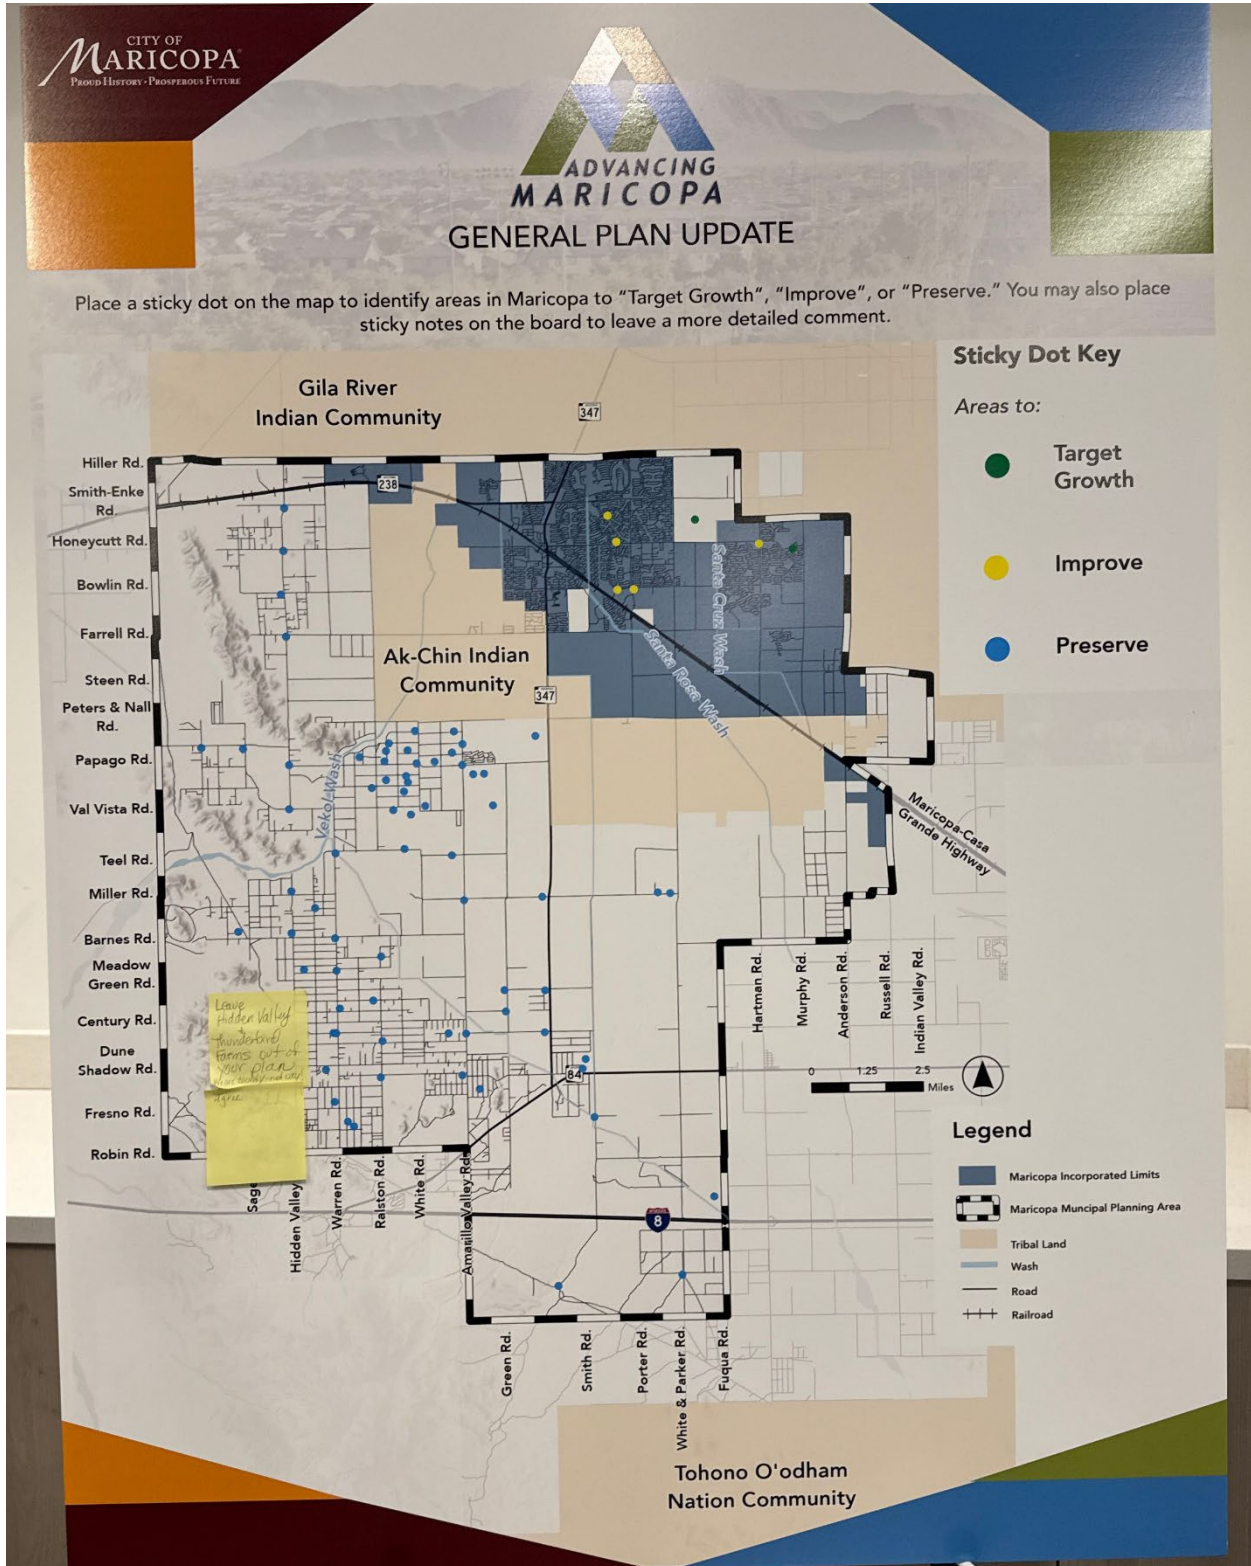 CITY OF
MARICOPA
PROUD HISTORY • PROSPEROUS FUTURE
ADVANCING
MARICOPA
GENERAL PLAN UPDATE
Place a sticky dot on the map to identify areas in Maricopa to “Target Growth”, “Improve”, or “Preserve.” You may also place
sticky notes on the board to leave a more detailed comment.
Sticky Dot Key
Areas to:
Target
Growth
Improve
Preserve
Gila River
Indian Community
347
238
Hiller Rd.
Smith-Enke
Rd.
Honeycutt Rd.
Bowlin Rd.
Farrell Rd.
Steen Rd.
Peters & Nall
Rd.
Papago Rd.
Val Vista Rd.
Teel Rd.
Miller Rd.
Barnes Rd.
Meadow
Green Rd.
Century Rd.
Dune
Shadow Rd.
Fresno Rd.
Robin Rd.
Ak-Chin Indian
Community
347
Santa Cruz Wash
Santa Rosa Wash
Vekol Wash
Maricopa-Casa
Grande Highway
Hartman Rd.
Murphy Rd.
Anderson Rd.
Russell Rd.
Indian Valley Rd.
Leave
Hidden Valley
+
Thunderbird
Farms out of
your plan
agree
84
0 1.25 2.5
Miles
Legend
Maricopa Incorporated Limits
Maricopa Muncipal Planning Area
Tribal Land
Wash
Road
Railroad
Sage
Hidden Valley
Warren Rd.
Ralston Rd.
White Rd.
Amarillo Valley Rd.
8
Green Rd.
Smith Rd.
Porter Rd.
White & Parker Rd.
Fuqua Rd.
Tohono O'odham
Nation Community